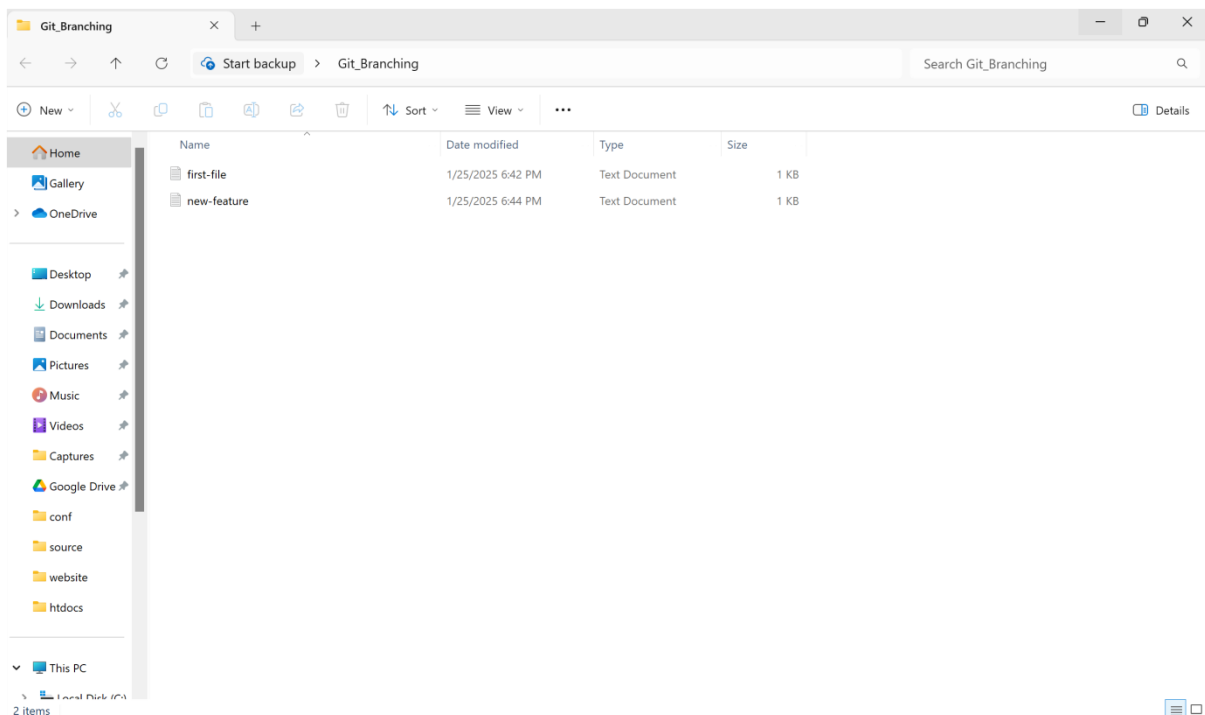 Git_Branching
Start backup > Git_Branching
Search Git_Branching
New
Sort
View
Details
Name Date modified Type Size
first-file 1/25/2025 6:42 PM Text Document 1 KB
new-feature 1/25/2025 6:44 PM Text Document 1 KB
Home
Gallery
OneDrive
Desktop
Downloads
Documents
Pictures
Music
Videos
Captures
Google Drive
conf
source
website
htdocs
This PC
Local Disk (C:)
2 items